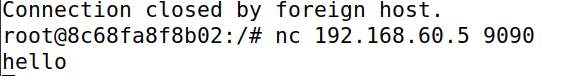 Connection closed by foreign host.
root@8c68fa8f8b02:/# nc 192.168.60.5 9090
hello